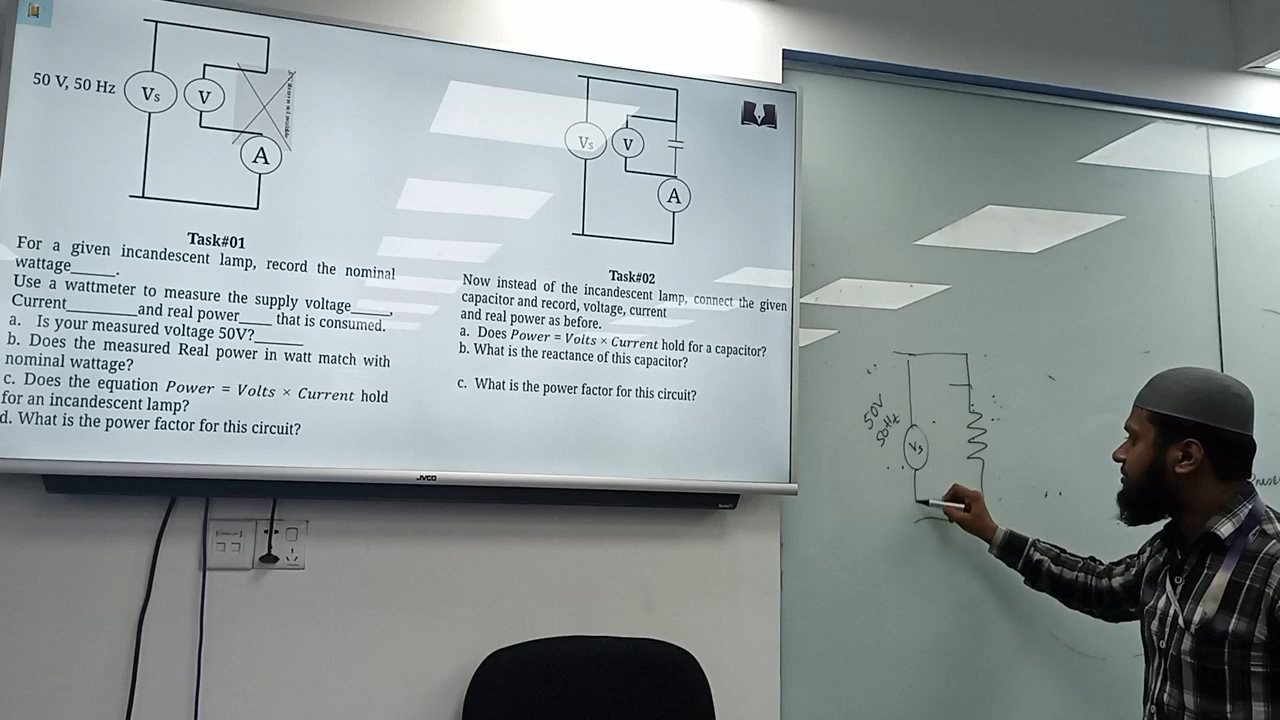 50 V, 50 Hz
Vs
V
A
Task#01
For a given incandescent lamp, record the nominal
wattage_____.
Use a wattmeter to measure the supply voltage_____,
Current________and real power____ that is consumed.
a. Is your measured voltage 50V?______
b. Does the measured Real power in watt match with
nominal wattage?
c. Does the equation Power = Volts × Current hold
for an incandescent lamp?
d. What is the power factor for this circuit?
Vs
V
A
Task#02
Now instead of the incandescent lamp, connect the given
capacitor and record, voltage, current
and real power as before.
a. Does Power = Volts × Current hold for a capacitor?
b. What is the reactance of this capacitor?
c. What is the power factor for this circuit?
JVCO
50V
50Hz
Vs